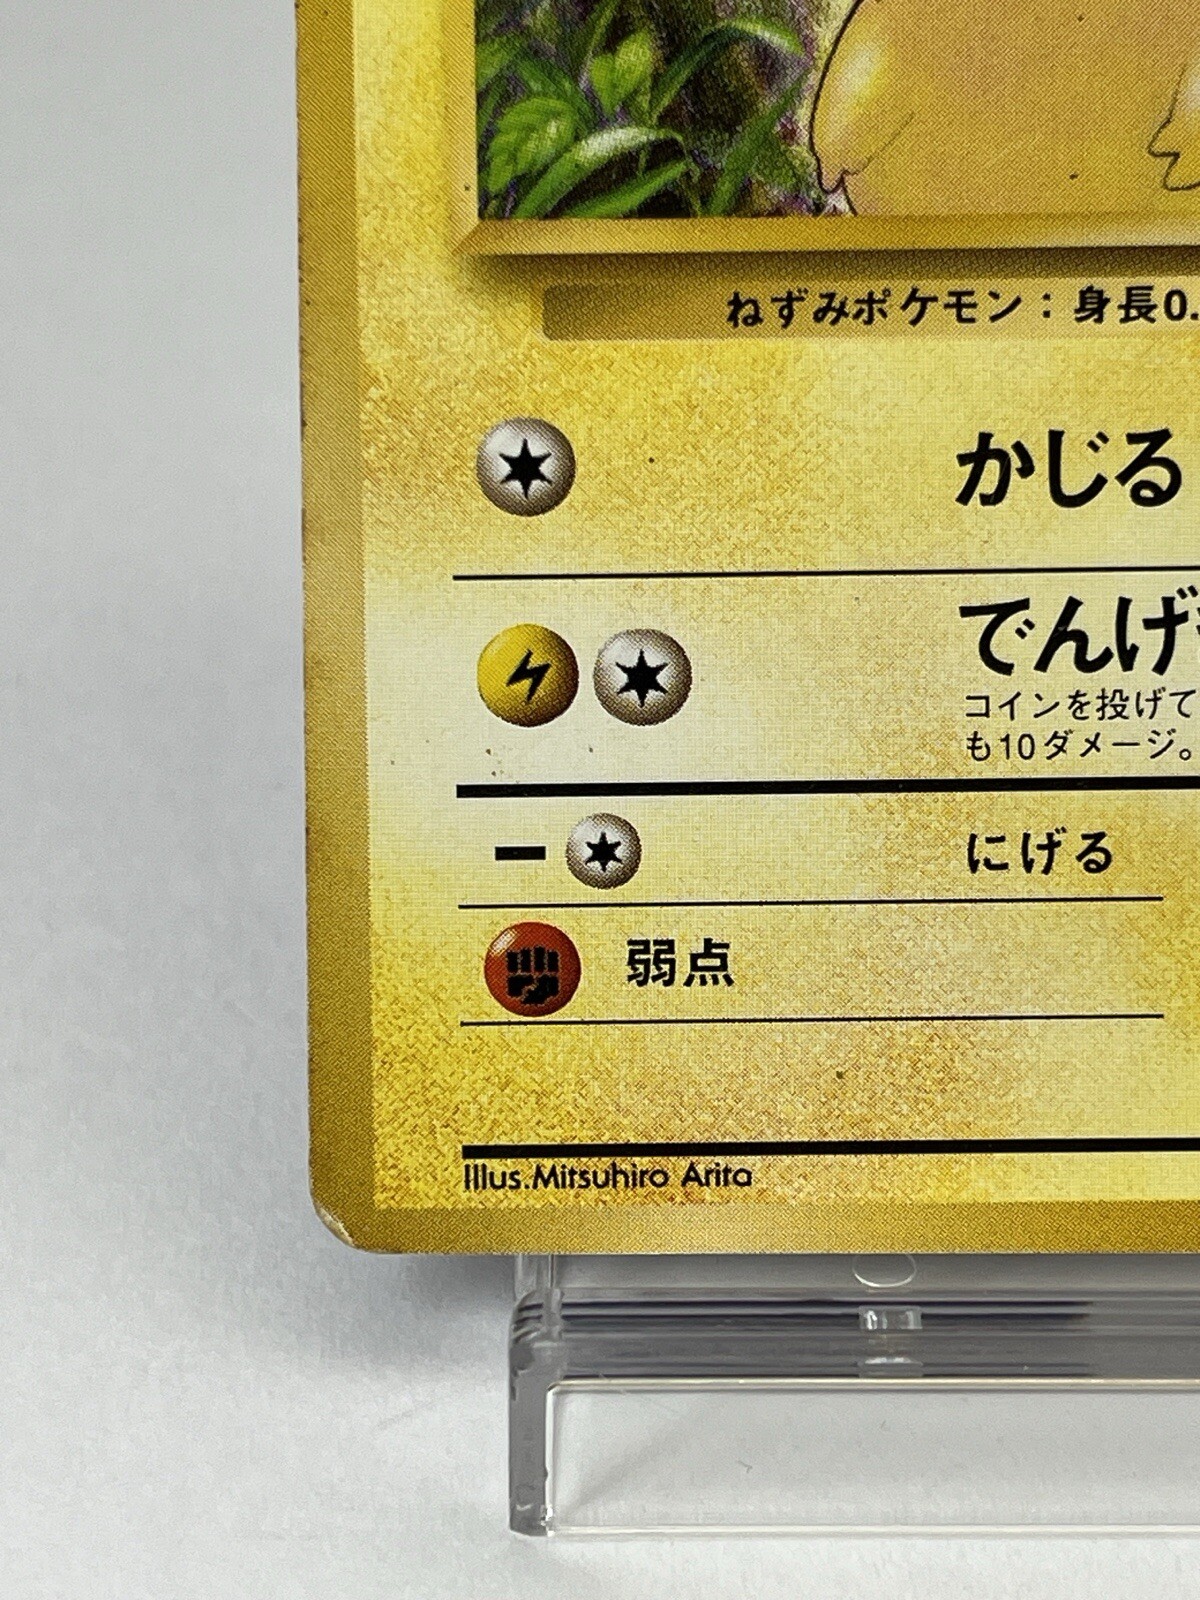 ねずみポケモン：身長0.
かじる
でんげ
コインを投げて
も10ダメージ。
にげる
弱点
Illus.Mitsuhiro Arita